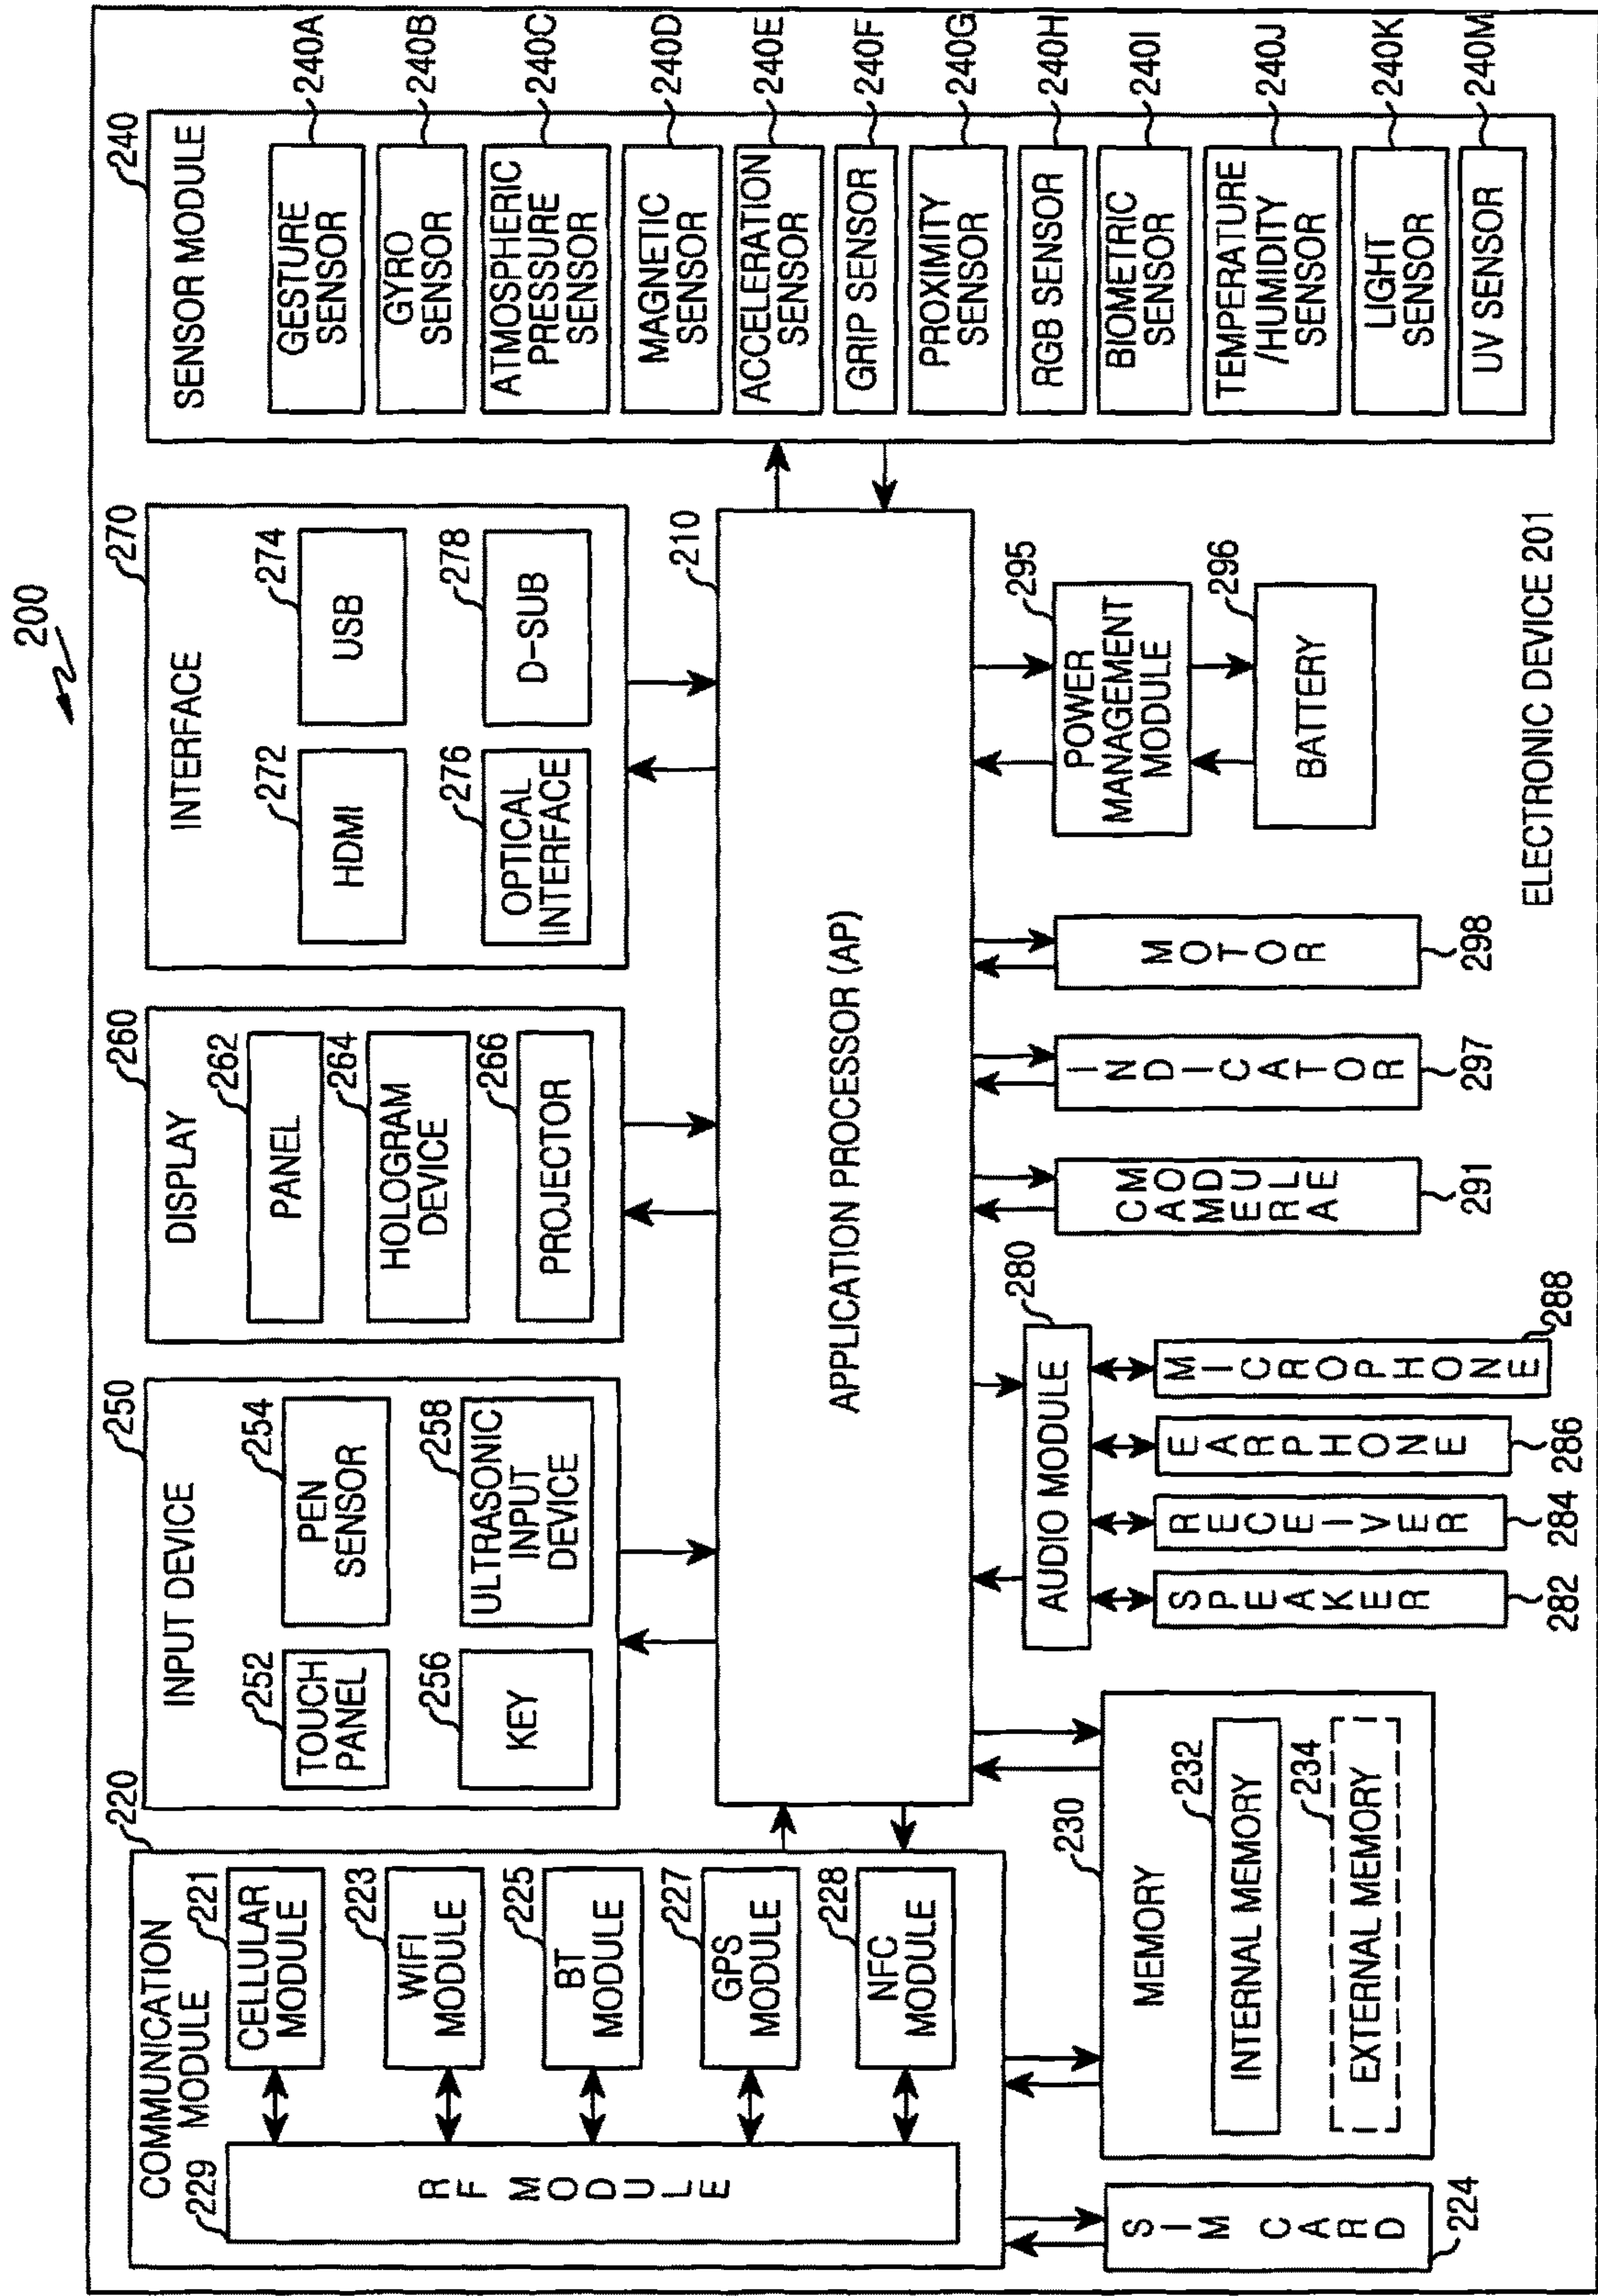 200
220
COMMUNICATION
MODULE
229
RF MODULE
221
CELLULAR
MODULE
223
WIFI
MODULE
225
BT
MODULE
227
GPS
MODULE
228
NFC
MODULE
250
INPUT DEVICE
252
TOUCH
PANEL
254
PEN
SENSOR
256
KEY
258
ULTRASONIC
INPUT
DEVICE
260
DISPLAY
262
PANEL
264
HOLOGRAM
DEVICE
266
PROJECTOR
270
INTERFACE
272
HDMI
274
USB
276
OPTICAL
INTERFACE
278
D-SUB
240
SENSOR MODULE
GESTURE
SENSOR
240A
GYRO
SENSOR
240B
ATMOSPHERIC
PRESSURE
SENSOR
240C
MAGNETIC
SENSOR
240D
ACCELERATION
SENSOR
240E
GRIP SENSOR
240F
PROXIMITY
SENSOR
240G
RGB SENSOR
240H
BIOMETRIC
SENSOR
240I
TEMPERATURE
/HUMIDITY
SENSOR
240J
LIGHT
SENSOR
240K
UV SENSOR
240M
210
APPLICATION PROCESSOR (AP)
SIM CARD
224
230
MEMORY
232
INTERNAL MEMORY
234
EXTERNAL MEMORY
280
AUDIO MODULE
SPEAKER
282
RECEIVER
284
EARPHONE
286
MICROPHONE
288
CAMERA
MODULE
291
INDICATOR
297
MOTOR
298
295
POWER
MANAGEMENT
MODULE
296
BATTERY
ELECTRONIC DEVICE 201